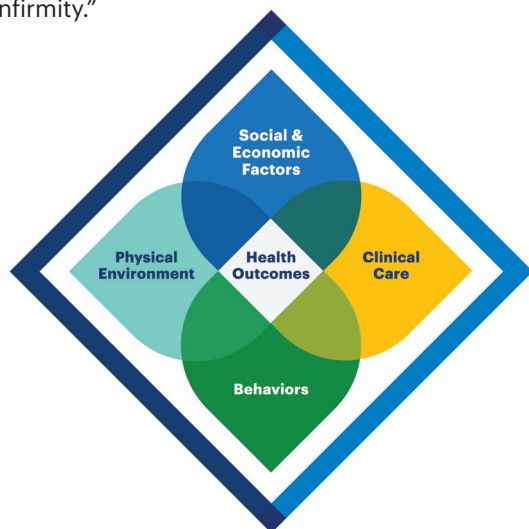 nfirmity.”
Social &
Economic
Factors
Physical
Environment
Health
Outcomes
Clinical
Care
Behaviors